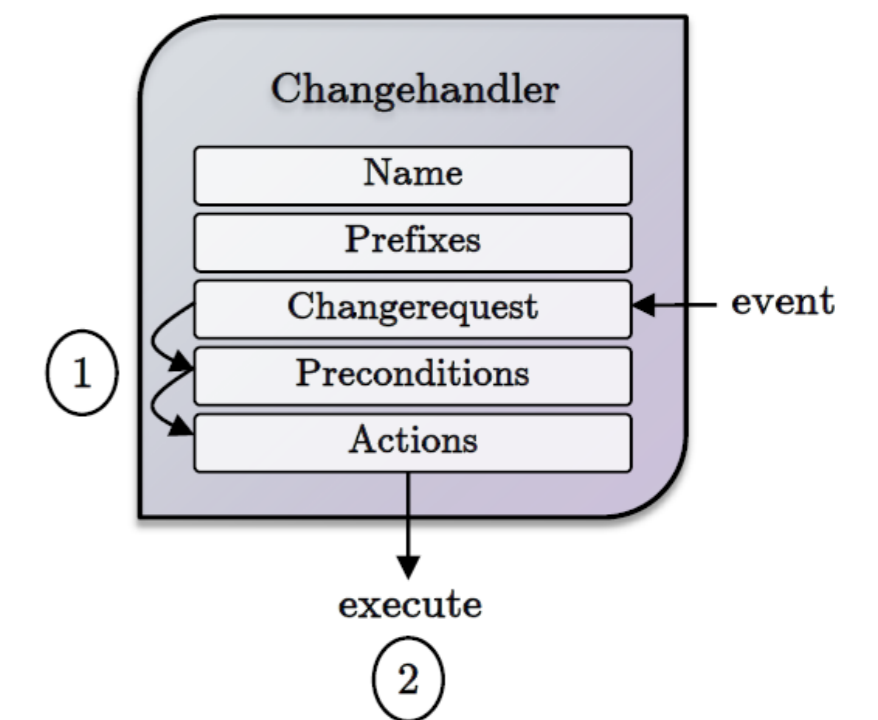 Changehandler
Name
Prefixes
Changerequest
event
Preconditions
1
Actions
execute
2